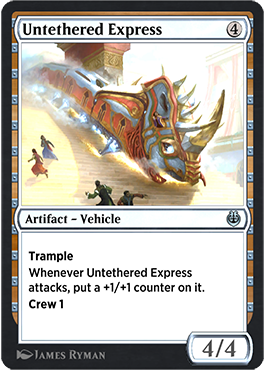 Untethered Express 4
Artifact – Vehicle
Trample
Whenever Untethered Express
attacks, put a +1/+1 counter on it.
Crew 1
James Ryman
4/4